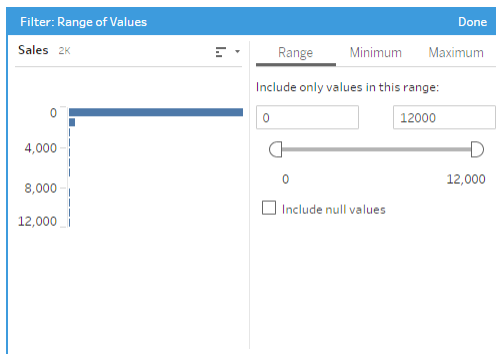 Filter: Range of Values Done
Sales 2K
0
4,000
8,000
12,000
Range Minimum Maximum
Include only values in this range:
0 12000
0 12,000
Include null values